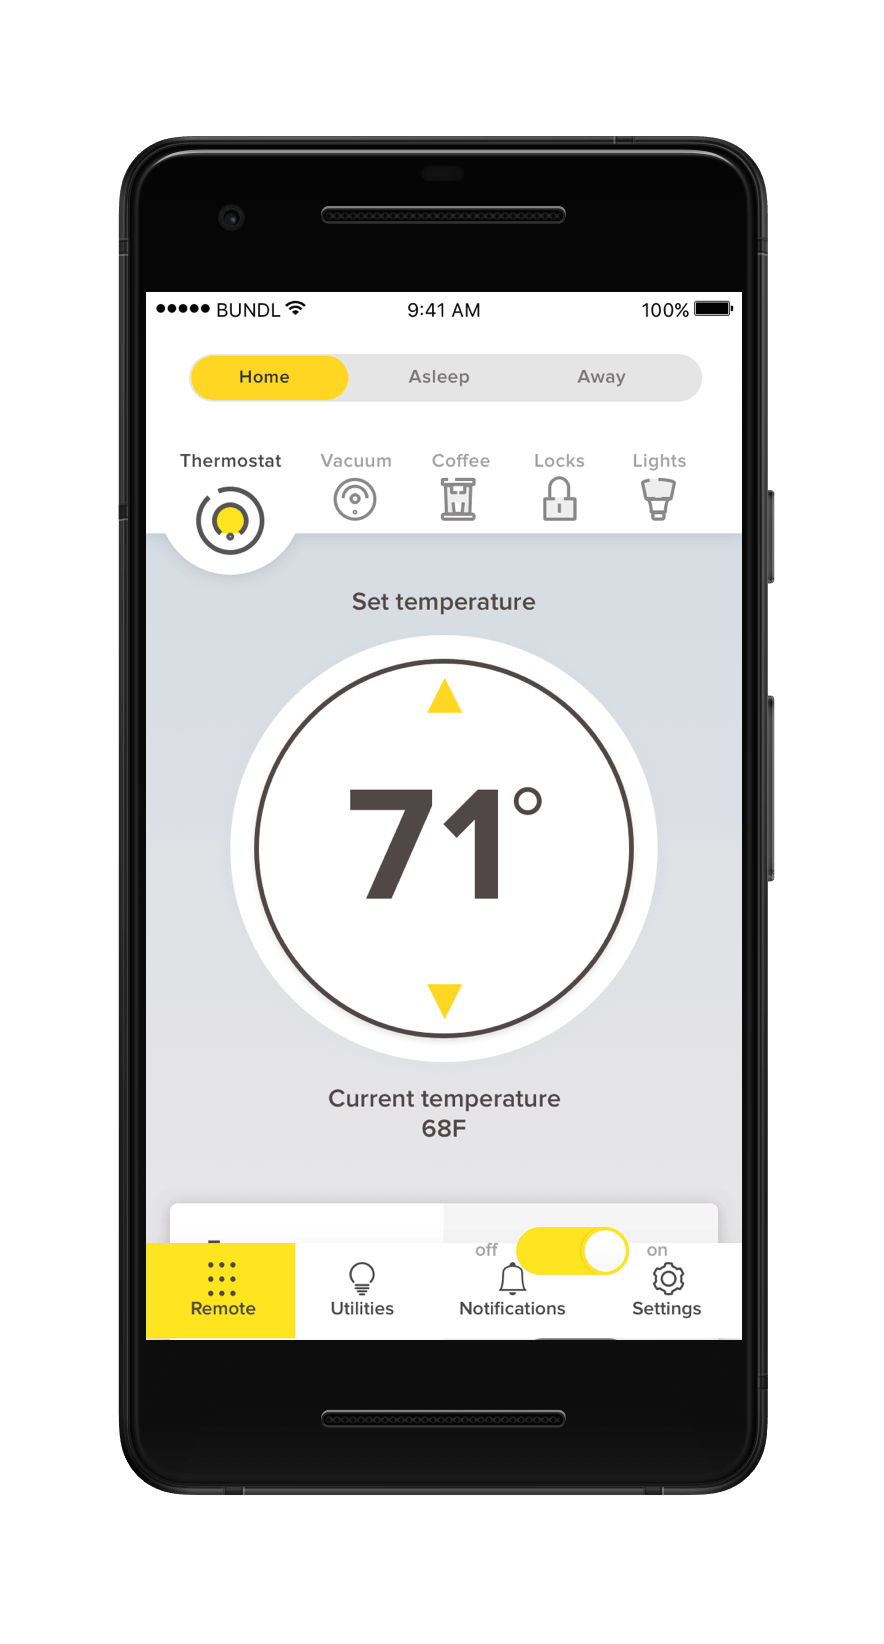 BUNDL 9:41 AM 100%
Home Asleep Away
Thermostat Vacuum Coffee Locks Lights
Set temperature
71°
Current temperature
68F
off on
Remote Utilities Notifications Settings